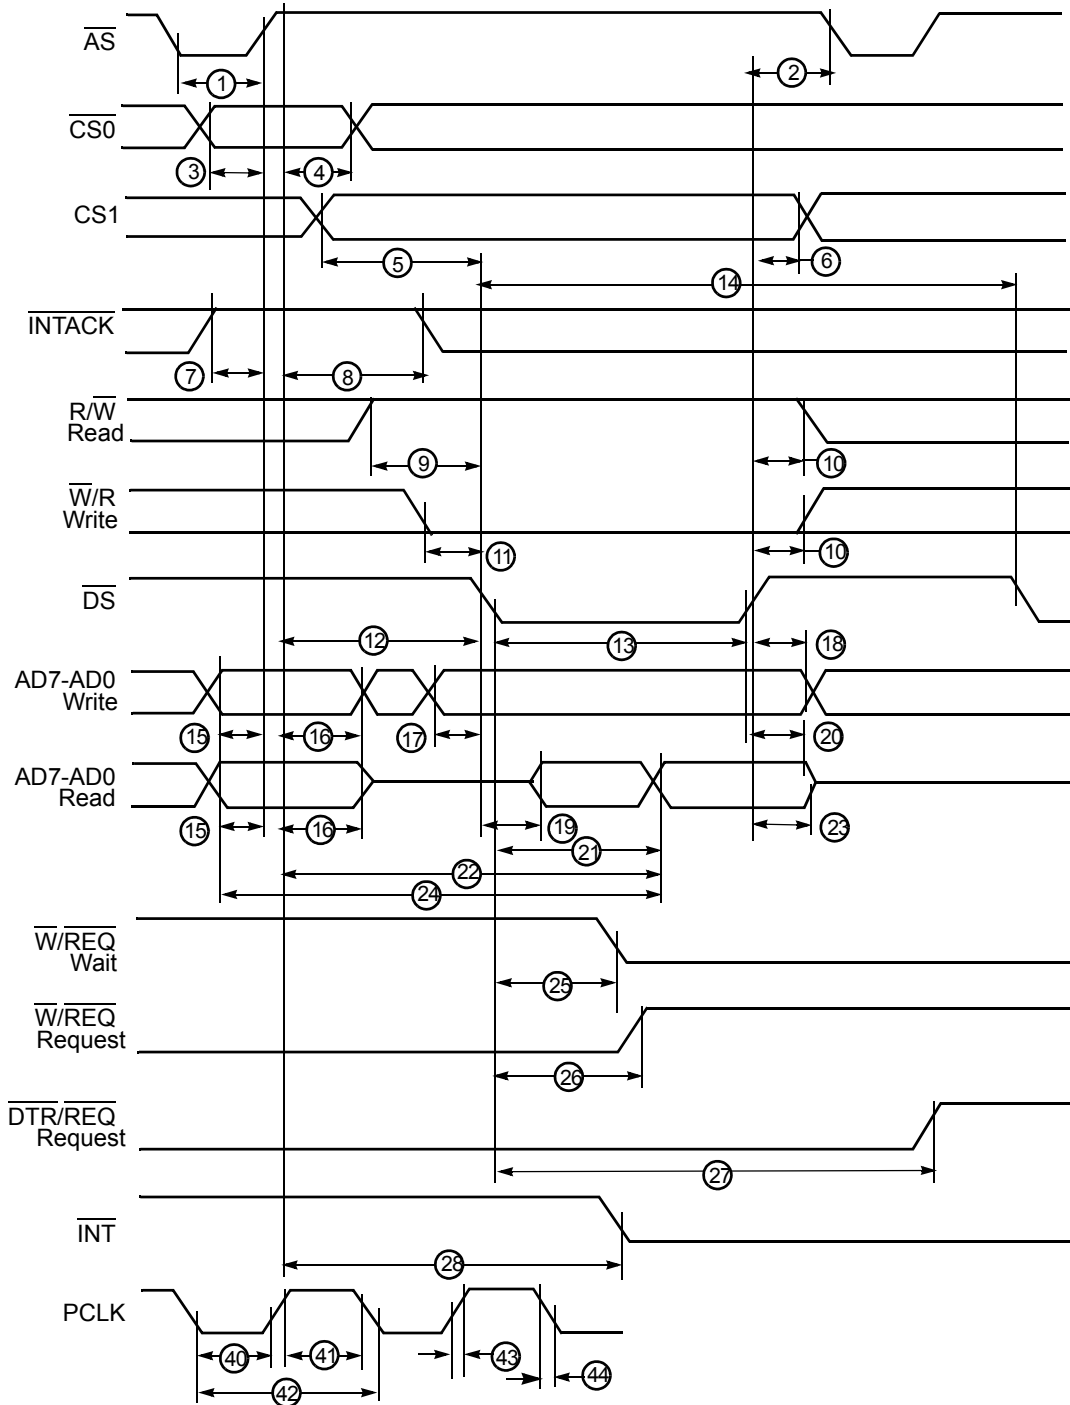 AS
1
2
CS0
3
4
CS1
5
6
14
INTACK
7
8
R/W
Read
9
10
W/R
Write
11
10
DS
12
13
18
AD7-AD0
Write
15
16
17
20
AD7-AD0
Read
15
16
19
23
21
22
24
W/REQ
Wait
25
W/REQ
Request
26
DTR/REQ
Request
27
INT
28
PCLK
40
41
43
44
42